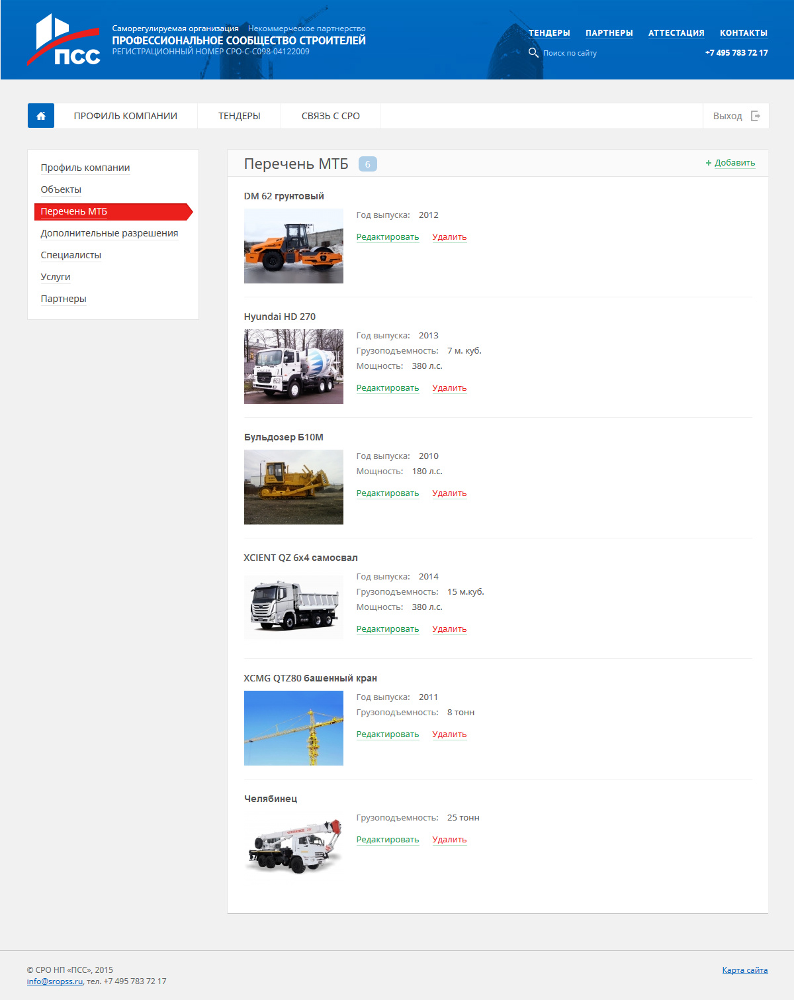 ПСС
Саморегулируемая организация Некоммерческое партнерство
ПРОФЕССИОНАЛЬНОЕ СООБЩЕСТВО СТРОИТЕЛЕЙ
РЕГИСТРАЦИОННЫЙ НОМЕР СРО-С-С098-04122009
ТЕНДЕРЫ ПАРТНЕРЫ АТТЕСТАЦИЯ КОНТАКТЫ
Поиск по сайту +7 495 783 72 17
ПРОФИЛЬ КОМПАНИИ ТЕНДЕРЫ СВЯЗЬ С СРО Выход
Профиль компании
Объекты
Перечень МТБ
Дополнительные разрешения
Специалисты
Услуги
Партнеры
Перечень МТБ 6 + Добавить
DM 62 грунтовый
Год выпуска: 2012
Редактировать Удалить
Hyundai HD 270
Год выпуска: 2013
Грузоподъемность: 7 м. куб.
Мощность: 380 л.с.
Редактировать Удалить
Бульдозер Б10М
Год выпуска: 2010
Мощность: 180 л.с.
Редактировать Удалить
XCIENT QZ 6x4 самосвал
Год выпуска: 2014
Грузоподъемность: 15 м.куб.
Мощность: 380 л.с.
Редактировать Удалить
XCMG QTZ80 башенный кран
Год выпуска: 2011
Грузоподъемность: 8 тонн
Редактировать Удалить
Челябинец
ЧЕЛЯБИНЕЦ
Грузоподъемность: 25 тонн
Редактировать Удалить
© СРО НП «ПСС», 2015
info@sropss.ru, тел. +7 495 783 72 17
Карта сайта